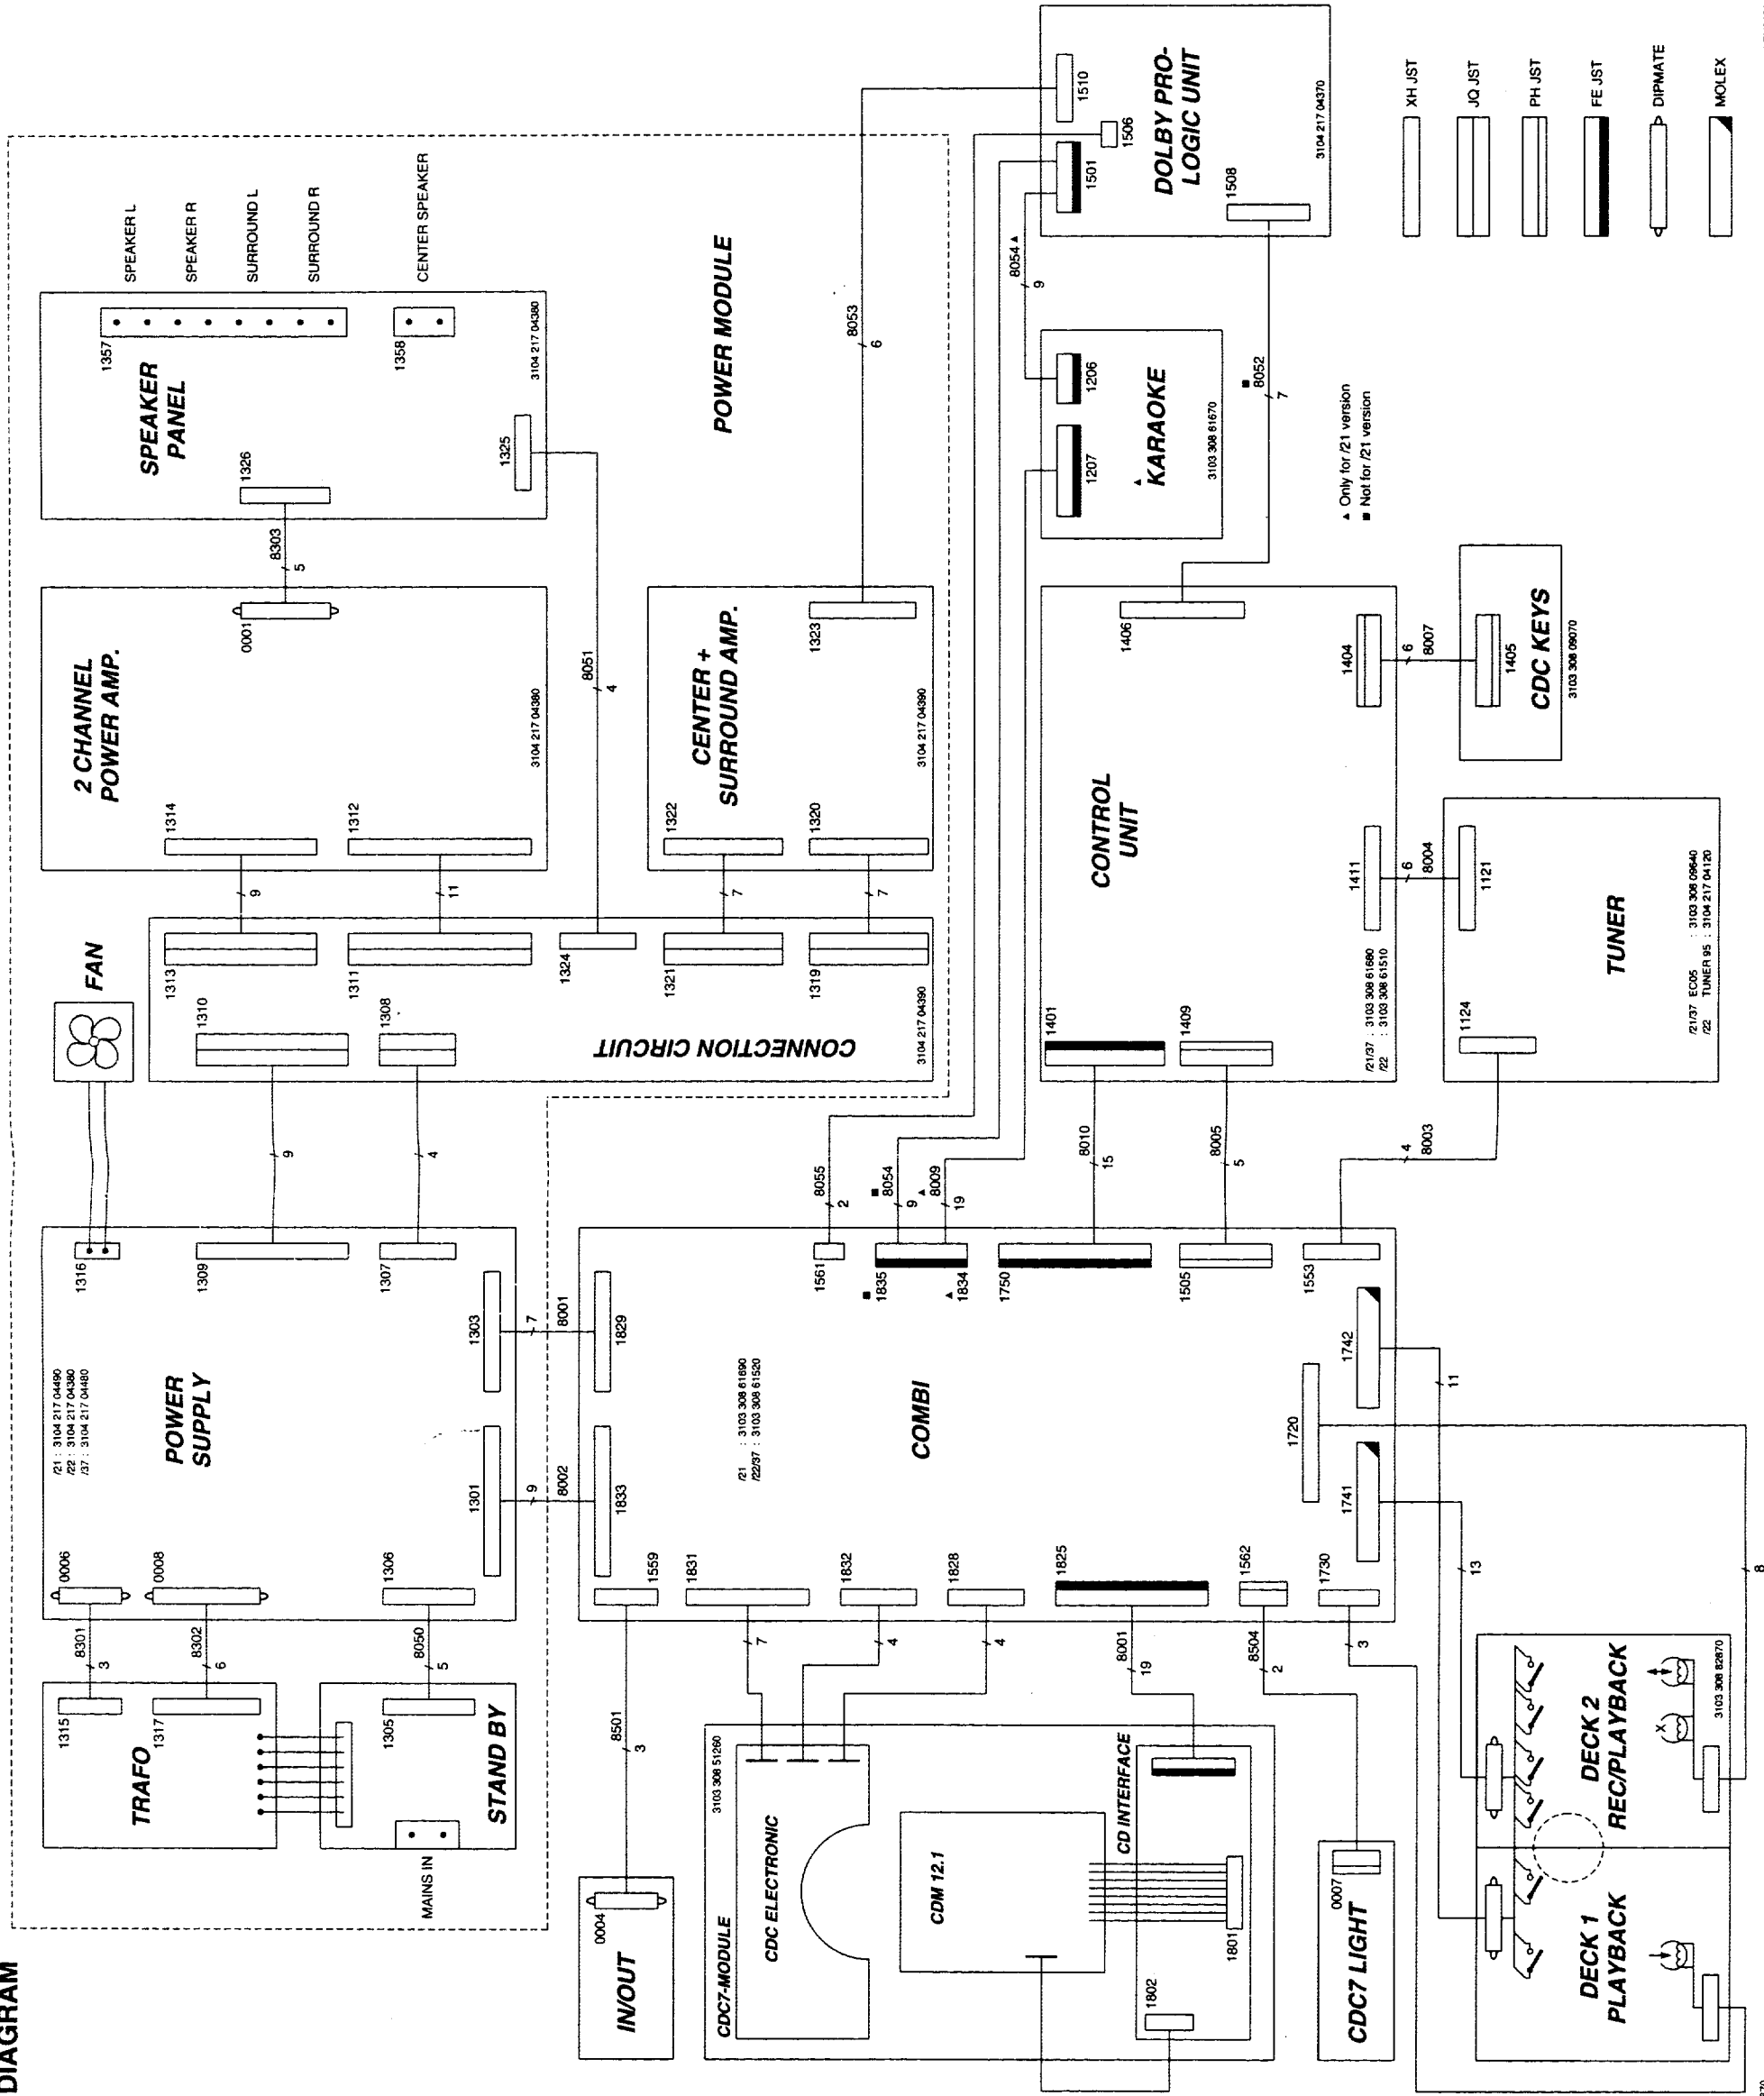 DIAGRAM
TRAFO
1315
1317
8301
3
8302
6
MAINS IN
STAND BY
1305
8050
5
0006
0008
1306
POWER
SUPPLY
/21 : 3104 217 04490
/22 : 3104 217 04380
/37 : 3104 217 04480
1301
1303
1316
1309
1307
9
4
9
8002
7
8001
FAN
1313
1310
1311
1308
1324
1321
1319
CONNECTION CIRCUIT
3104 217 04390
9
11
7
7
2 CHANNEL
POWER AMP.
1314
1312
0001
3104 217 04380
8303
5
8051
4
SPEAKER
PANEL
1326
1325
1357
1358
3104 217 04380
SPEAKER L
SPEAKER R
SURROUND L
SURROUND R
CENTER SPEAKER
CENTER +
SURROUND AMP.
1322
1320
1323
3104 217 04390
POWER MODULE
8053
6
IN/OUT
0004
8501
3
CDC7-MODULE
3103 308 51260
CDC ELECTRONIC
CDM 12.1
CD INTERFACE
1801
1802
7
4
4
8001
19
CDC7 LIGHT
0007
8504
2
3
COMBI
/21 : 3103 308 61690
/22/37 : 3103 308 61520
1833
1829
1559
1831
1832
1828
1825
1562
1730
1741
1720
1742
1561
■ 1835
▲ 1834
1750
1505
1553
8055
2
■ 8054
9
▲ 8009
19
8010
15
8005
5
4
8003
13
11
8
DECK 1
PLAYBACK
DECK 2
REC/PLAYBACK
X
3103 308 82870
CONTROL
UNIT
1401
1409
1406
1411
1404
/21/37 : 3103 308 61680
/22 : 3103 308 61510
6
8004
6
8007
TUNER
1124
1121
/21/37 EC05 : 3103 308 09640
/22 TUNER 95 : 3104 217 04120
CDC KEYS
1405
3103 308 09070
▲ KARAOKE
1207
1206
3103 308 61670
8054 ▲
9
■ 8052
7
DOLBY PRO-
LOGIC UNIT
1501
1506
1510
1508
3104 217 04370
▲ Only for /21 version
■ Not for /21 version
XH JST
JQ JST
PH JST
FE JST
DIPMATE
MOLEX